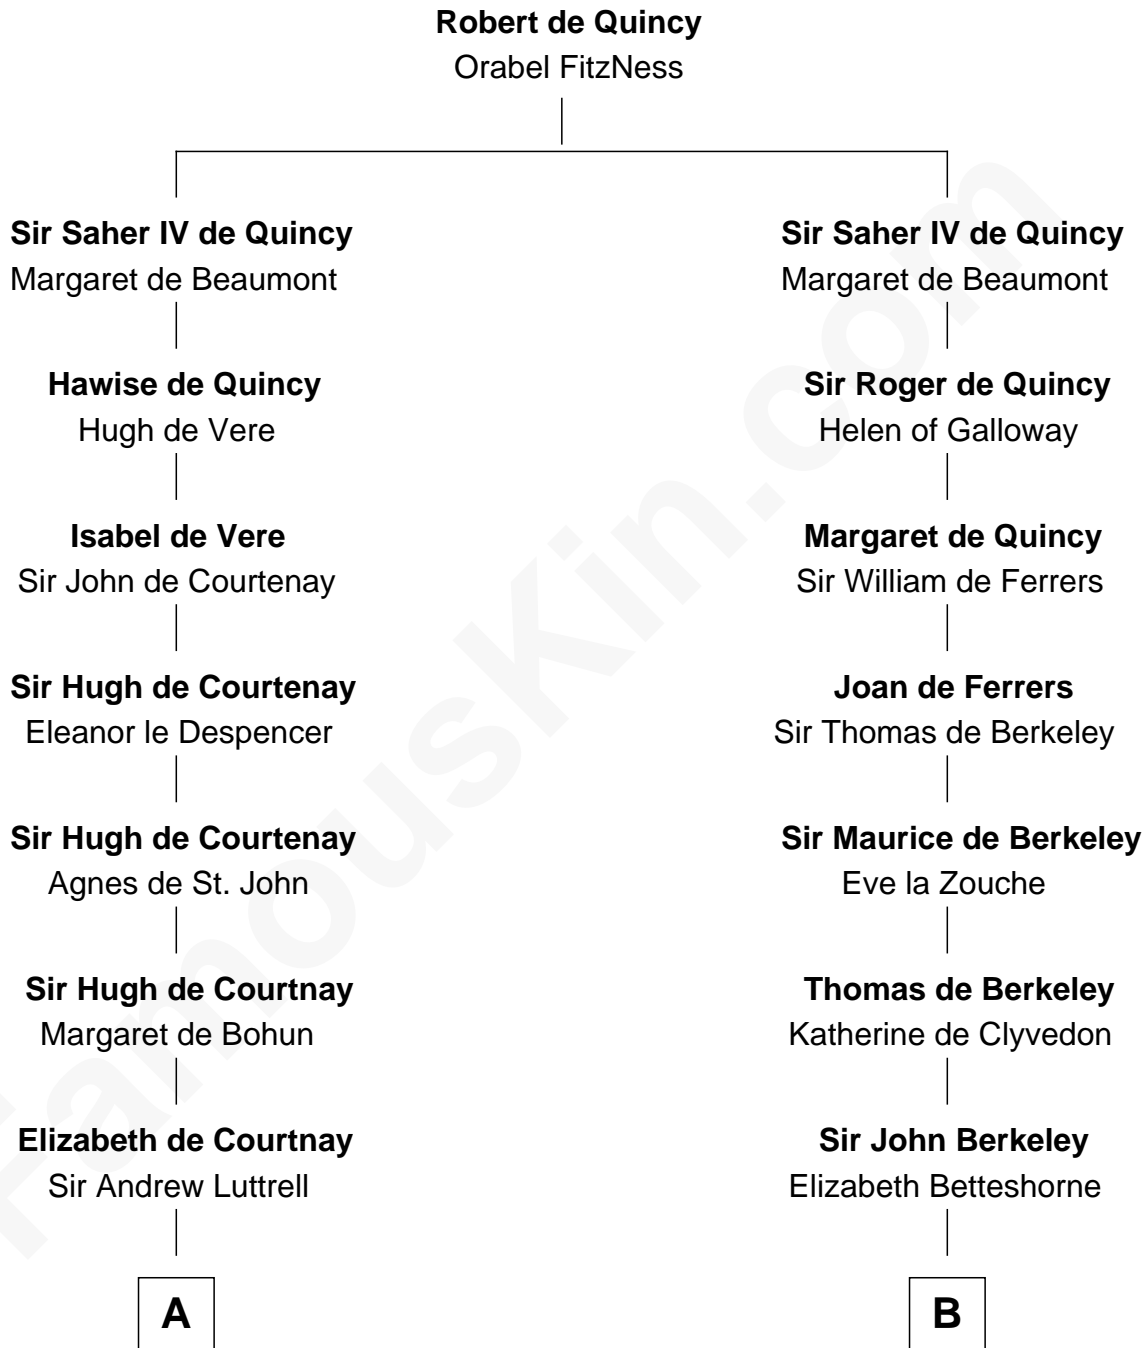 Robert de Quincy
Orabel FitzNess
Sir Saher IV de Quincy
Margaret de Beaumont
Sir Saher IV de Quincy
Margaret de Beaumont
Hawise de Quincy
Hugh de Vere
Sir Roger de Quincy
Helen of Galloway
Isabel de Vere
Sir John de Courtenay
Margaret de Quincy
Sir William de Ferrers
Sir Hugh de Courtenay
Eleanor le Despencer
Joan de Ferrers
Sir Thomas de Berkeley
Sir Hugh de Courtenay
Agnes de St. John
Sir Maurice de Berkeley
Eve la Zouche
Sir Hugh de Courtnay
Margaret de Bohun
Thomas de Berkeley
Katherine de Clyvedon
Elizabeth de Courtnay
Sir Andrew Luttrell
Sir John Berkeley
Elizabeth Betteshorne
A
B
FamousKin.com